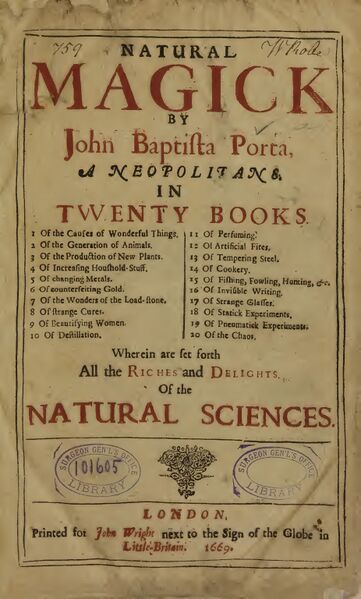 759
NATURAL
MAGICK
BY
John Baptista Porta,
A NEOPOLITANE,
IN
TWENTY BOOKS.
1 Of the Causes of Wonderful Things.
2 Of the Generation of Animals.
3 Of the Production of New Plants.
4 Of Increasing Houshold-Stuff.
5 Of changing Metals.
6 Of counterfeiting Gold.
7 Of the Wonders of the Load-stone.
8 Of strange Cures.
9 Of Beautifying Women.
10 Of Distillation.
11 Of Perfuming.
12 Of Artificial Fires.
13 Of Tempering Steel.
14 Of Cookery.
15 Of Fishing, Fowling, Hunting, &c.
16 Of Invisible Writing.
17 Of Strange Glasses.
18 Of Statick Experiments.
19 Of Pneumatick Experiments.
20 Of the Chaos.
Wherein are set forth
All the RICHES and DELIGHTS
Of the
NATURAL SCIENCES.
SURGEON GEN'L'S OFFICE
101605
LIBRARY
SURGEON GEN'L'S OFFICE
LIBRARY
LONDON,
Printed for John Wright next to the Sign of the Globe in
Little-Britain. 1669.